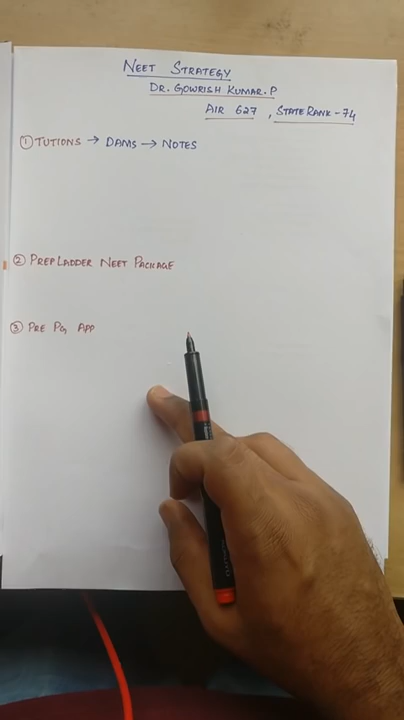 NEET STRATEGY
DR. GOWRISH KUMAR. P
AIR 627, STATE RANK - 74
① TUTIONS → DAMS → NOTES
② PREPLADDER NEET PACKAGE
③ PRE PG APP